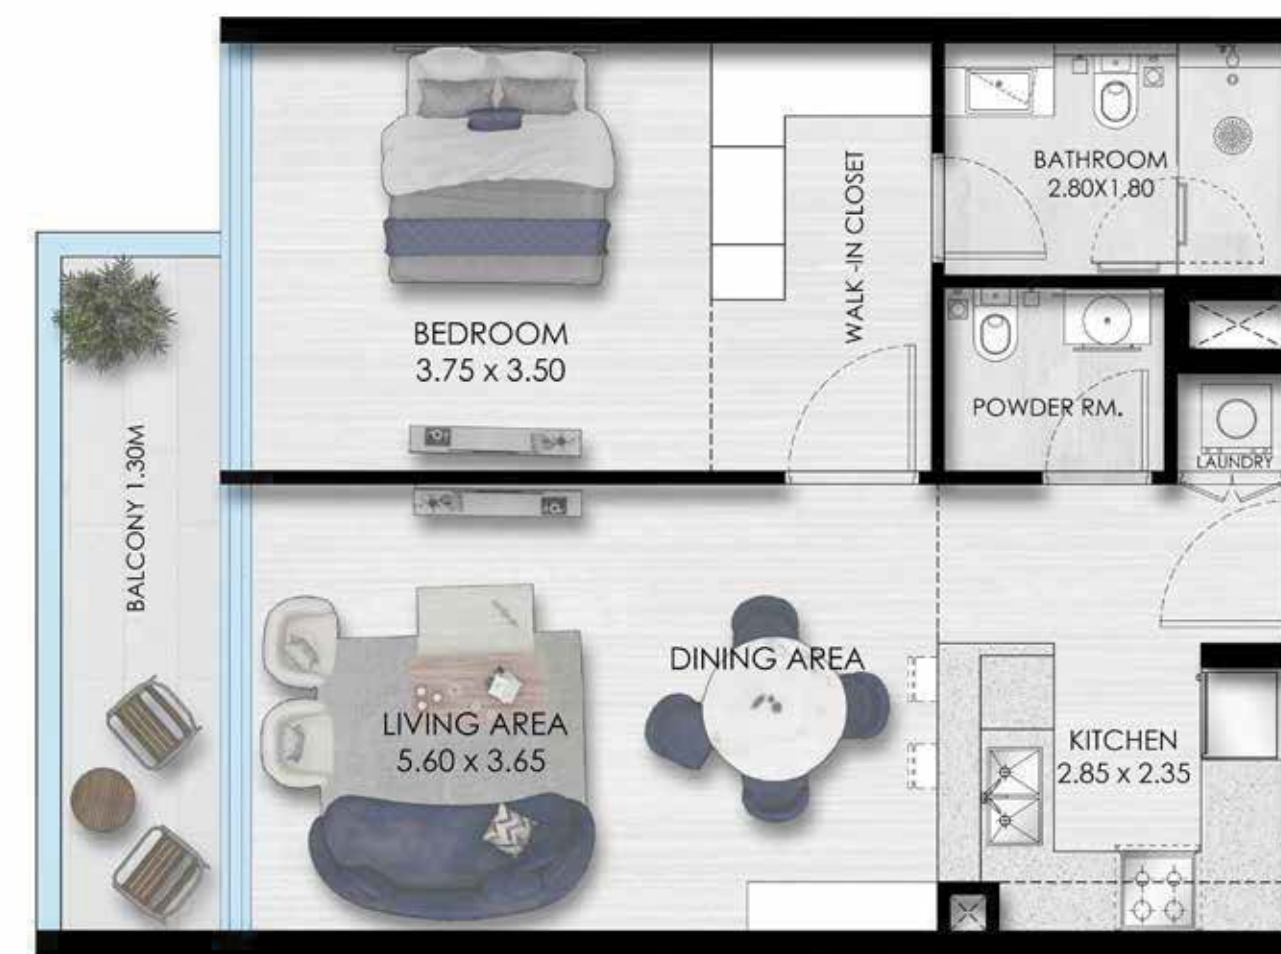 BATHROOM
2.80X1.80
WALK -IN CLOSET
BEDROOM
3.75 x 3.50
POWDER RM.
LAUNDRY
BALCONY 1.30M
DINING AREA
LIVING AREA
5.60 x 3.65
KITCHEN
2.85 x 2.35